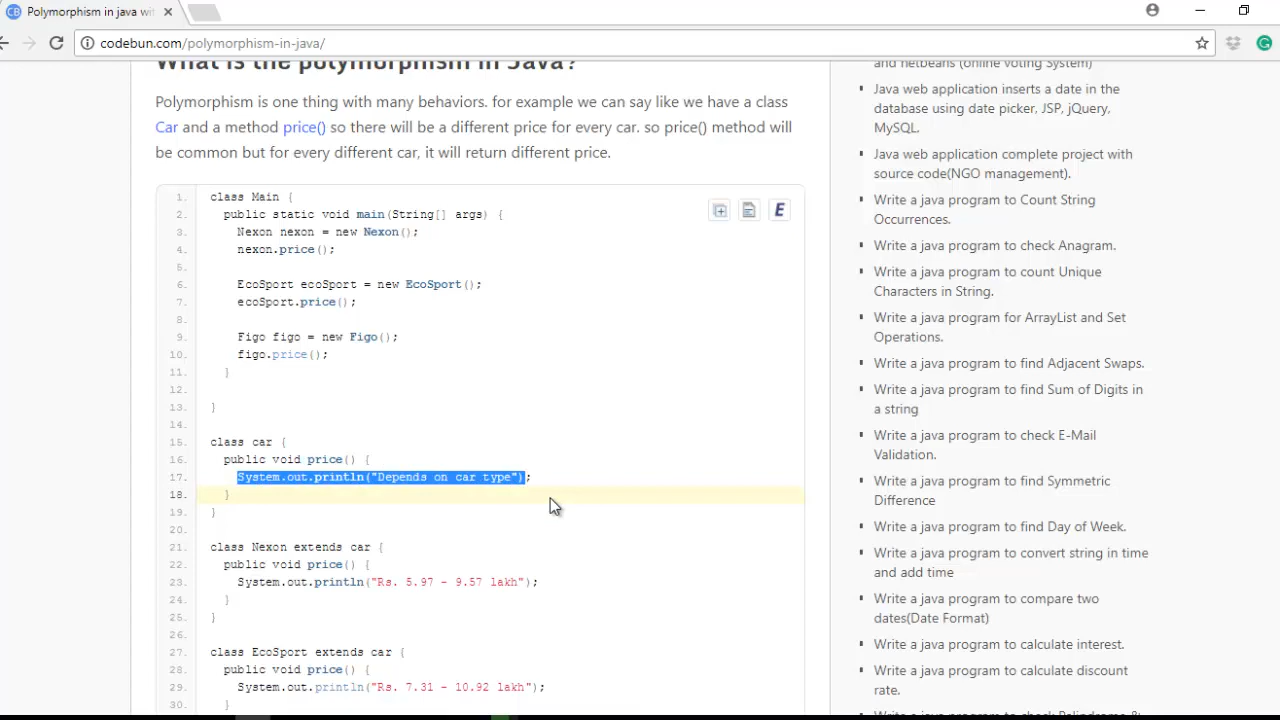 Polymorphism in java wit
codebun.com/polymorphism-in-java/
What is the polymorphism in Java?
Polymorphism is one thing with many behaviors. for example we can say like we have a class
Car and a method price() so there will be a different price for every car. so price() method will
be common but for every different car, it will return different price.
1. class Main {
2. public static void main(String[] args) {
3. Nexon nexon = new Nexon();
4. nexon.price();
5.
6. EcoSport ecoSport = new EcoSport();
7. ecoSport.price();
8.
9. Figo figo = new Figo();
10. figo.price();
11. }
12.
13. }
14.
15. class car {
16. public void price() {
17. System.out.println("Depends on car type");
18. }
19. }
20.
21. class Nexon extends car {
22. public void price() {
23. System.out.println("Rs. 5.97 - 9.57 lakh");
24. }
25. }
26.
27. class EcoSport extends car {
28. public void price() {
29. System.out.println("Rs. 7.31 - 10.92 lakh");
30. }
E
and netbeans (online voting System)
Java web application inserts a date in the
database using date picker, JSP, jQuery,
MySQL.
Java web application complete project with
source code(NGO management).
Write a java program to Count String
Occurrences.
Write a java program to check Anagram.
Write a java program to count Unique
Characters in String.
Write a java program for ArrayList and Set
Operations.
Write a java program to find Adjacent Swaps.
Write a java program to find Sum of Digits in
a string
Write a java program to check E-Mail
Validation.
Write a java program to find Symmetric
Difference
Write a java program to find Day of Week.
Write a java program to convert string in time
and add time
Write a java program to compare two
dates(Date Format)
Write a java program to calculate interest.
Write a java program to calculate discount
rate.